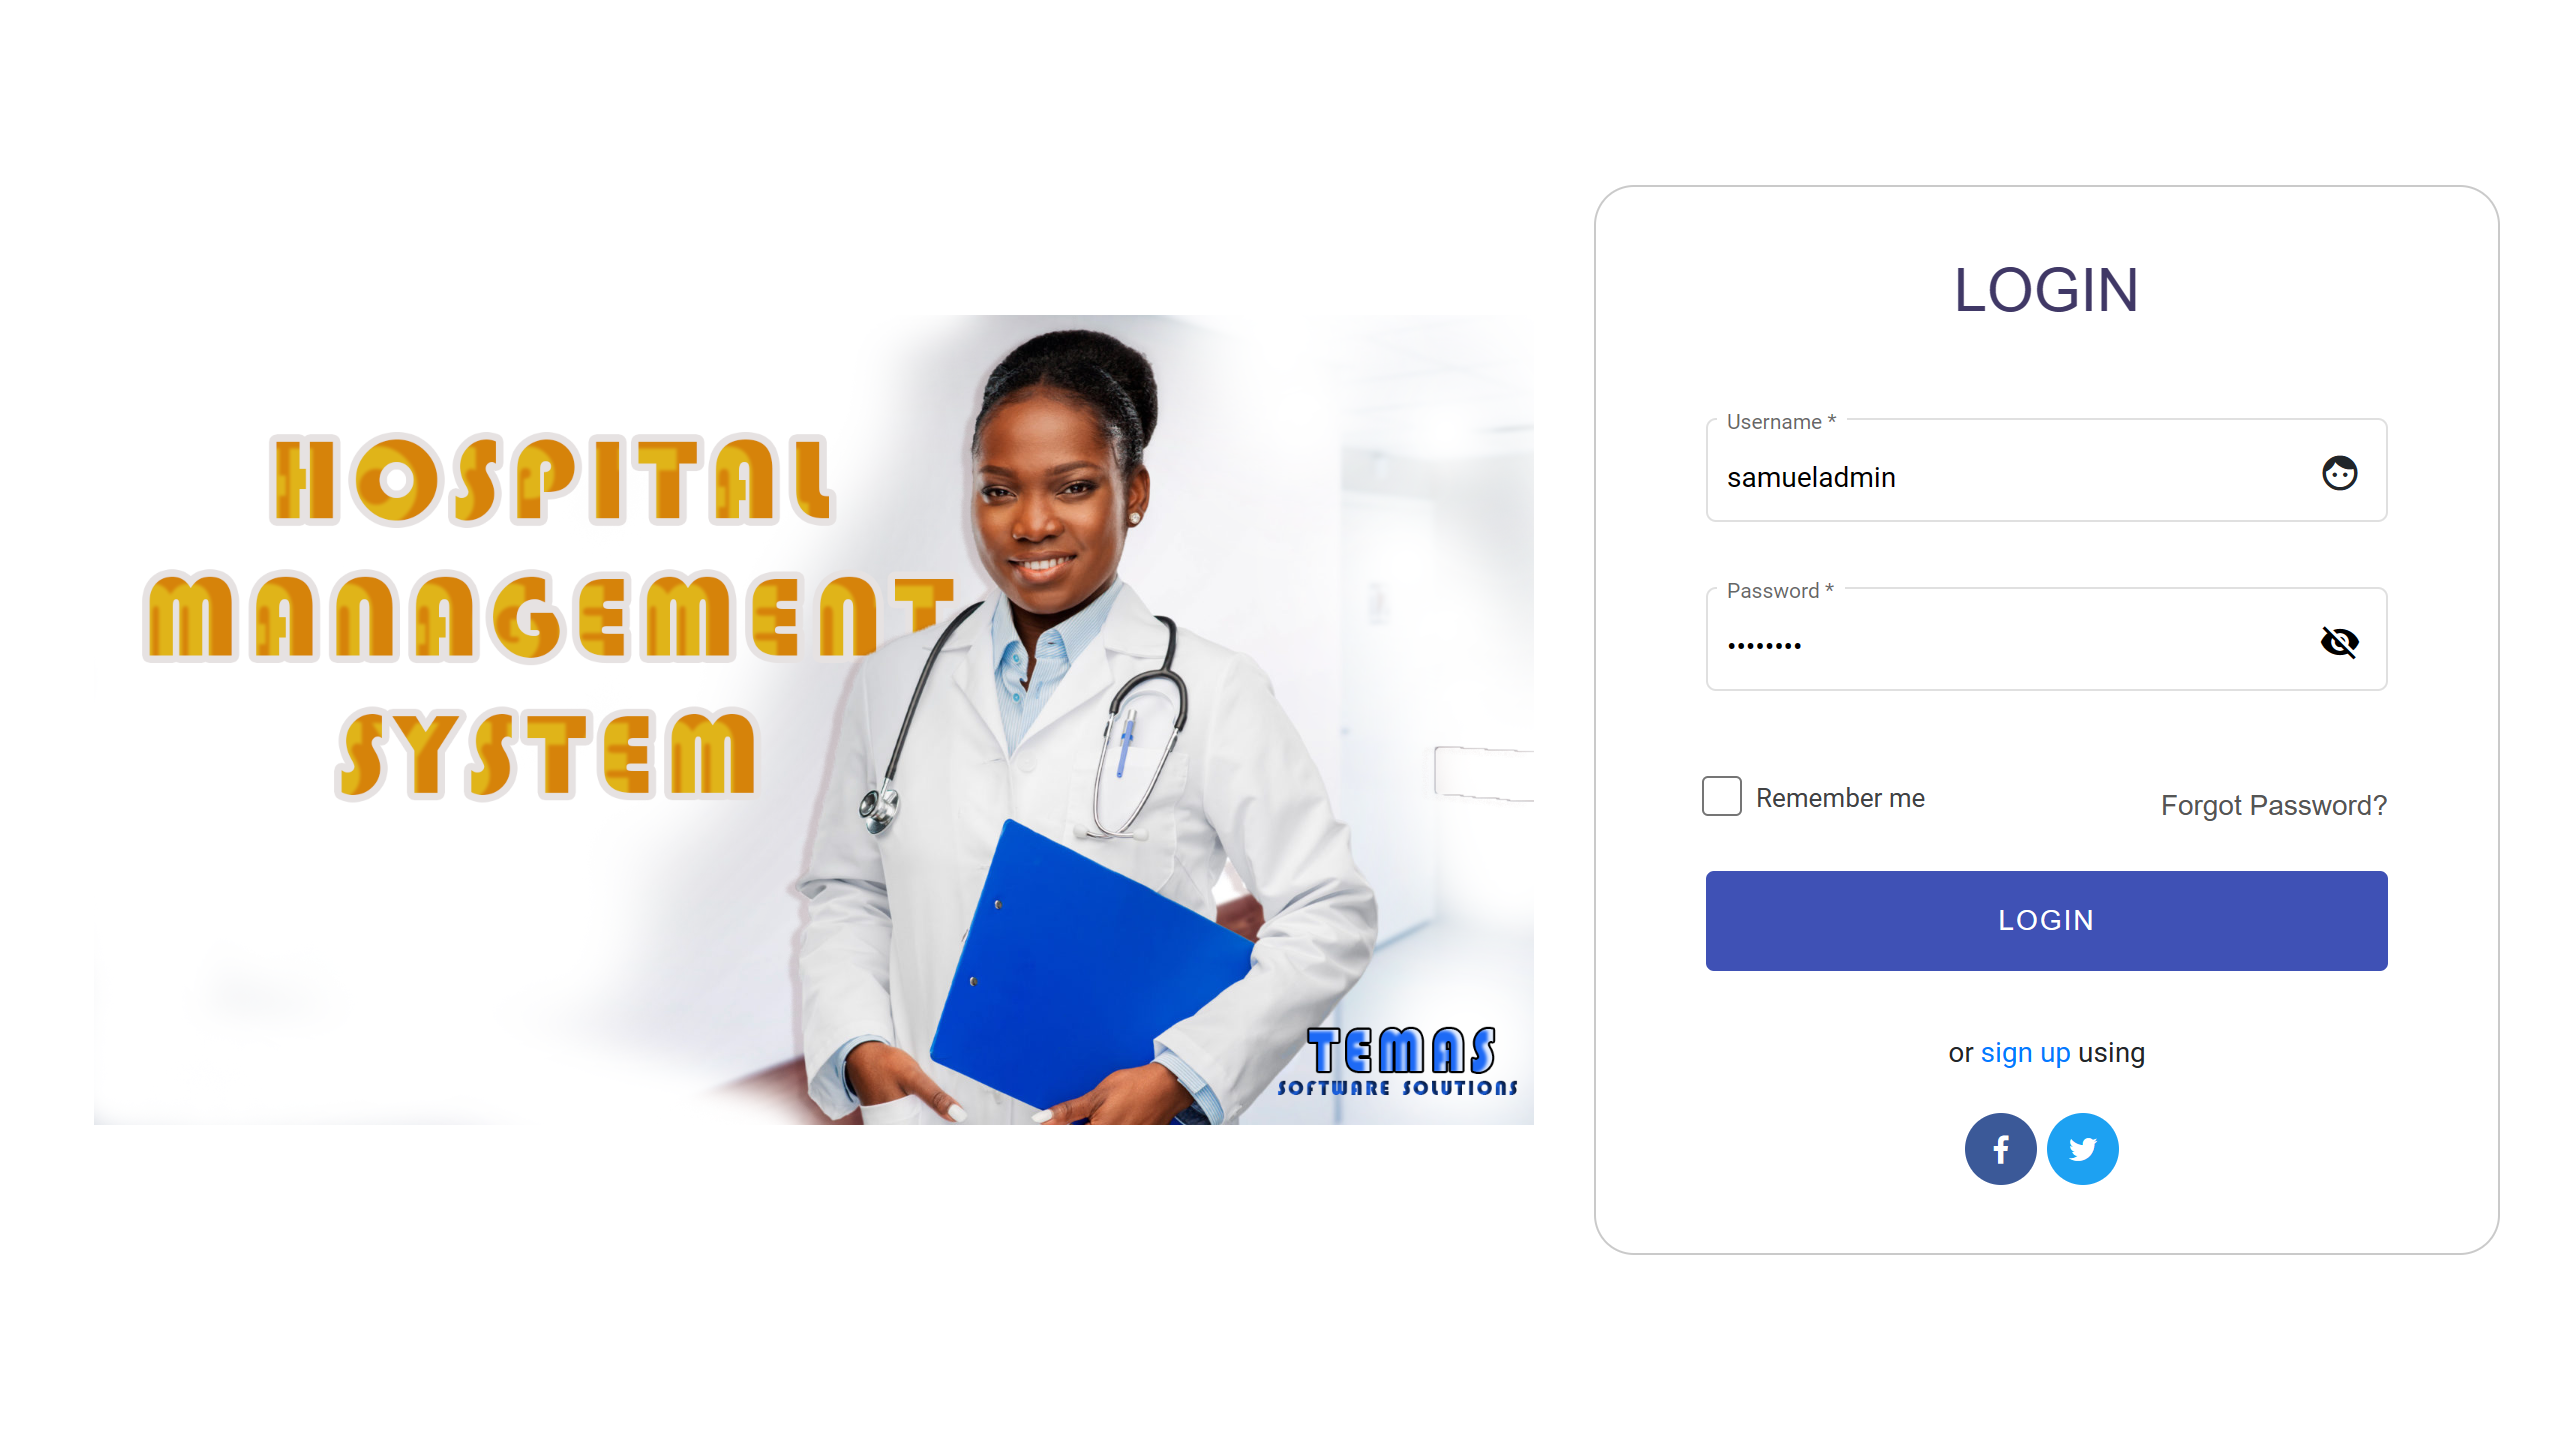 HOSPITAL
MANAGEMENT
SYSTEM
TEMAS
SOFTWARE SOLUTIONS
LOGIN
Username *
samueladmin
Password *
••••••••
Remember me
Forgot Password?
LOGIN
or sign up using